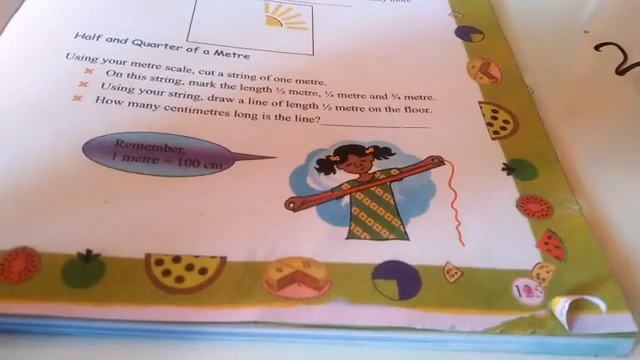 more
Half and Quarter of a Metre
Using your metre scale, cut a string of one metre.
On this string, mark the length ½ metre, ¼ metre and ¾ metre.
Using your string, draw a line of length ½ metre on the floor.
How many centimetres long is the line?
Remember,
1 metre = 100 cm